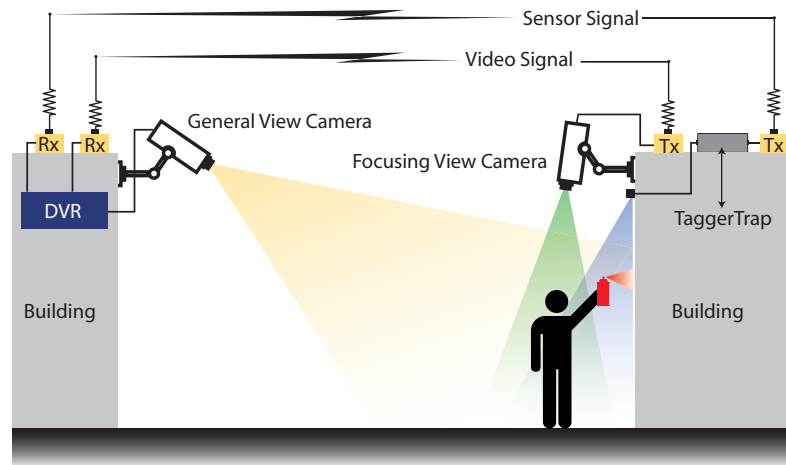 Sensor Signal
Video Signal
General View Camera
Focusing View Camera
Rx
Rx
Tx
Tx
DVR
TaggerTrap
Building
Building